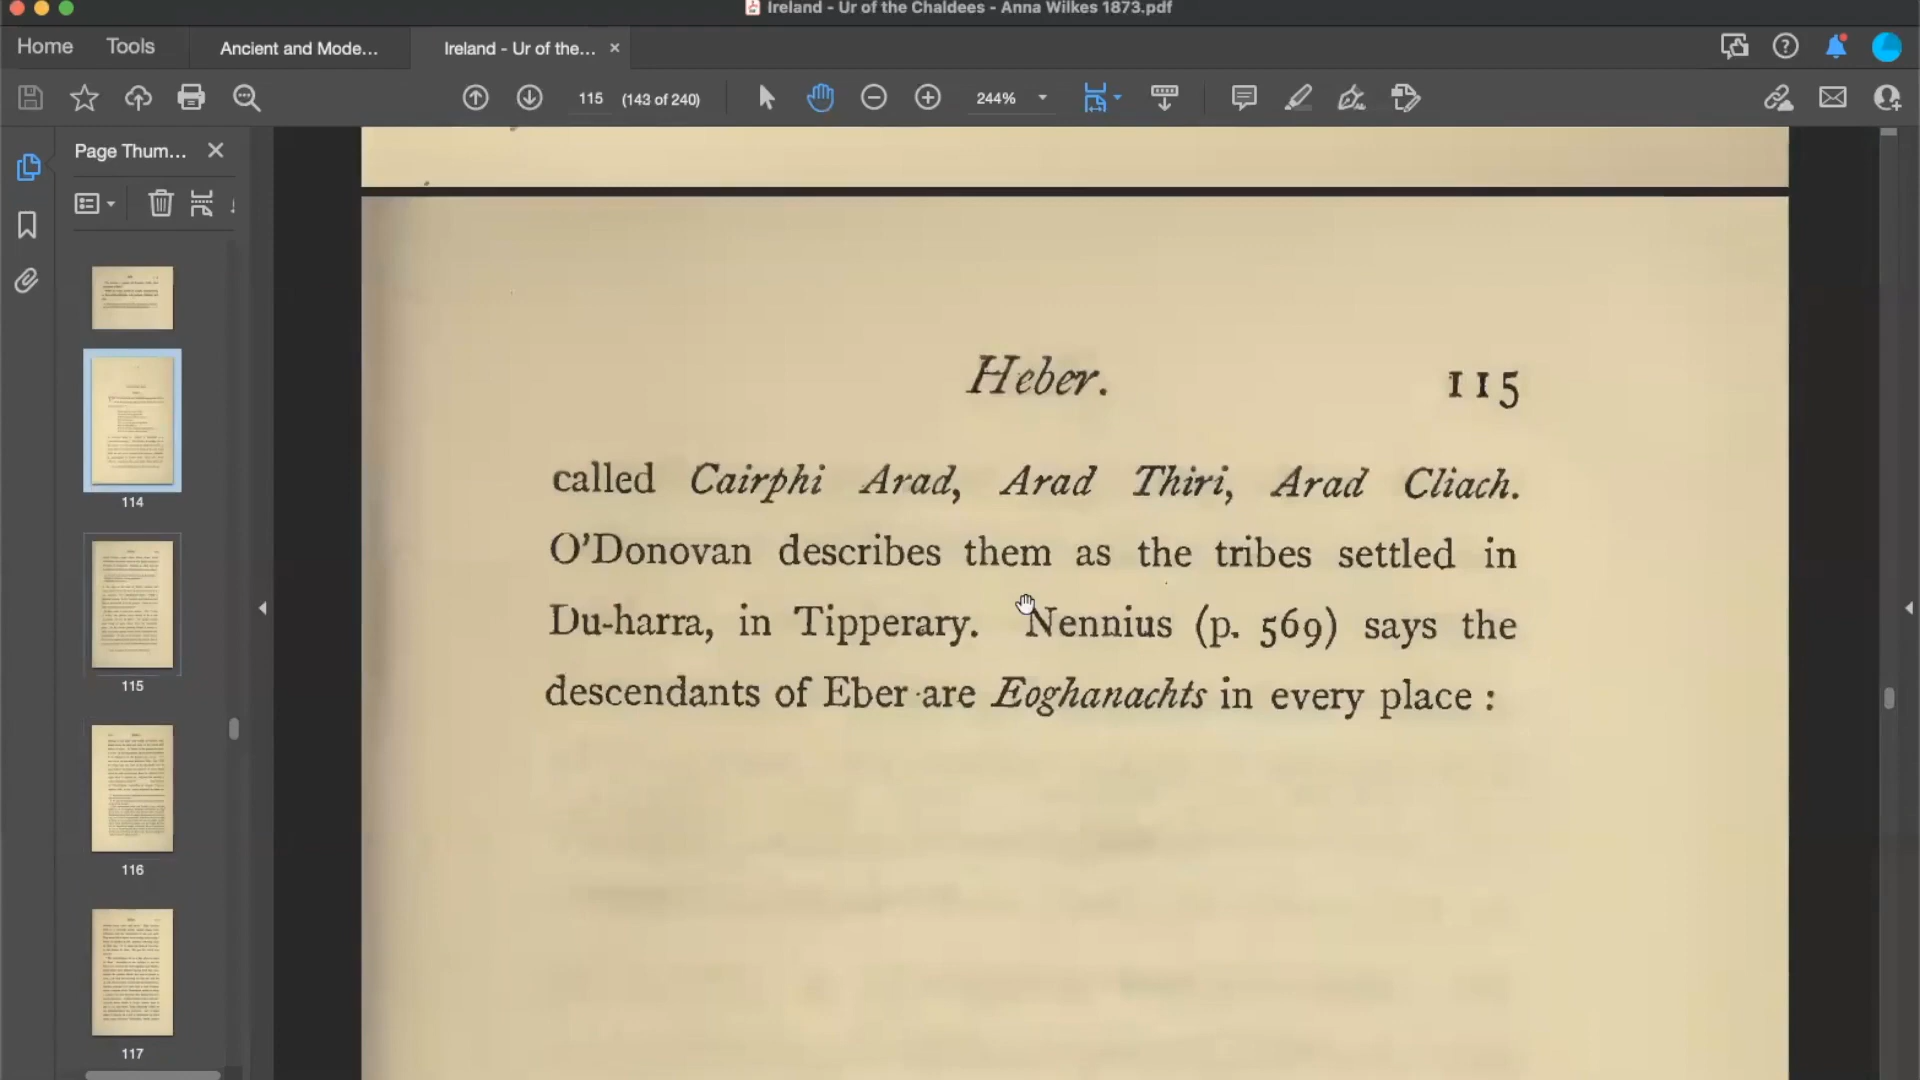 Ireland - Ur of the Chaldees - Anna Wilkes 1873.pdf
Home Tools Ancient and Mode... Ireland - Ur of the...
115 (143 of 240) 244%
Page Thum...
114
115
116
117
Heber. 115
called Cairphi Arad, Arad Thiri, Arad Cliach.
O'Donovan describes them as the tribes settled in
Du-harra, in Tipperary. Nennius (p. 569) says the
descendants of Eber are Eoghanachts in every place :